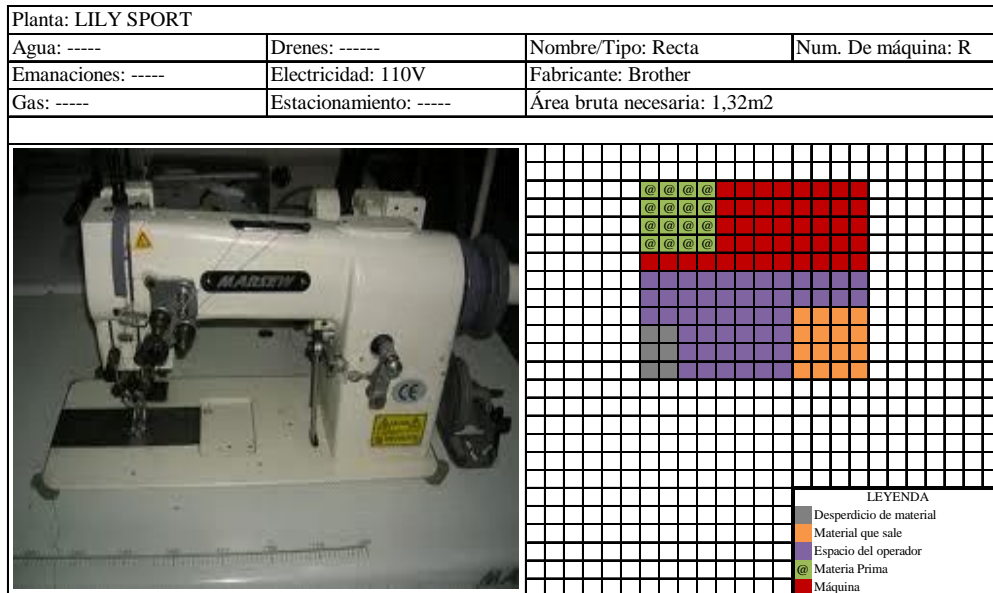 Planta: LILY SPORT
Agua: ----- Drenes: ------ Nombre/Tipo: Recta Num. De máquina: R
Emanaciones: ----- Electricidad: 110V Fabricante: Brother
Gas: ----- Estacionamiento: ----- Área bruta necesaria: 1,32m2
MARSEW
CE
@ @ @ @
@ @ @ @
@ @ @ @
@ @ @ @
LEYENDA
Desperdicio de material
Material que sale
Espacio del operador
@ Materia Prima
Máquina